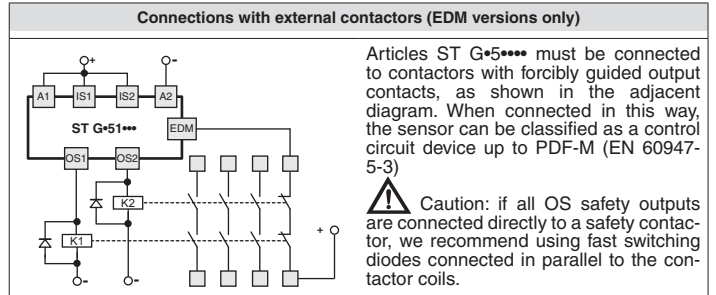 Connections with external contactors (EDM versions only)
+
-
A1 IS1 IS2 A2
ST G•51•••
EDM
OS1 OS2
K2
K1
+
-
-
Articles ST G•5•••• must be connected
to contactors with forcibly guided output
contacts, as shown in the adjacent
diagram. When connected in this way,
the sensor can be classified as a control
circuit device up to PDF-M (EN 60947-
5-3)
Caution: if all OS safety outputs
are connected directly to a safety contac-
tor, we recommend using fast switching
diodes connected in parallel to the con-
tactor coils.